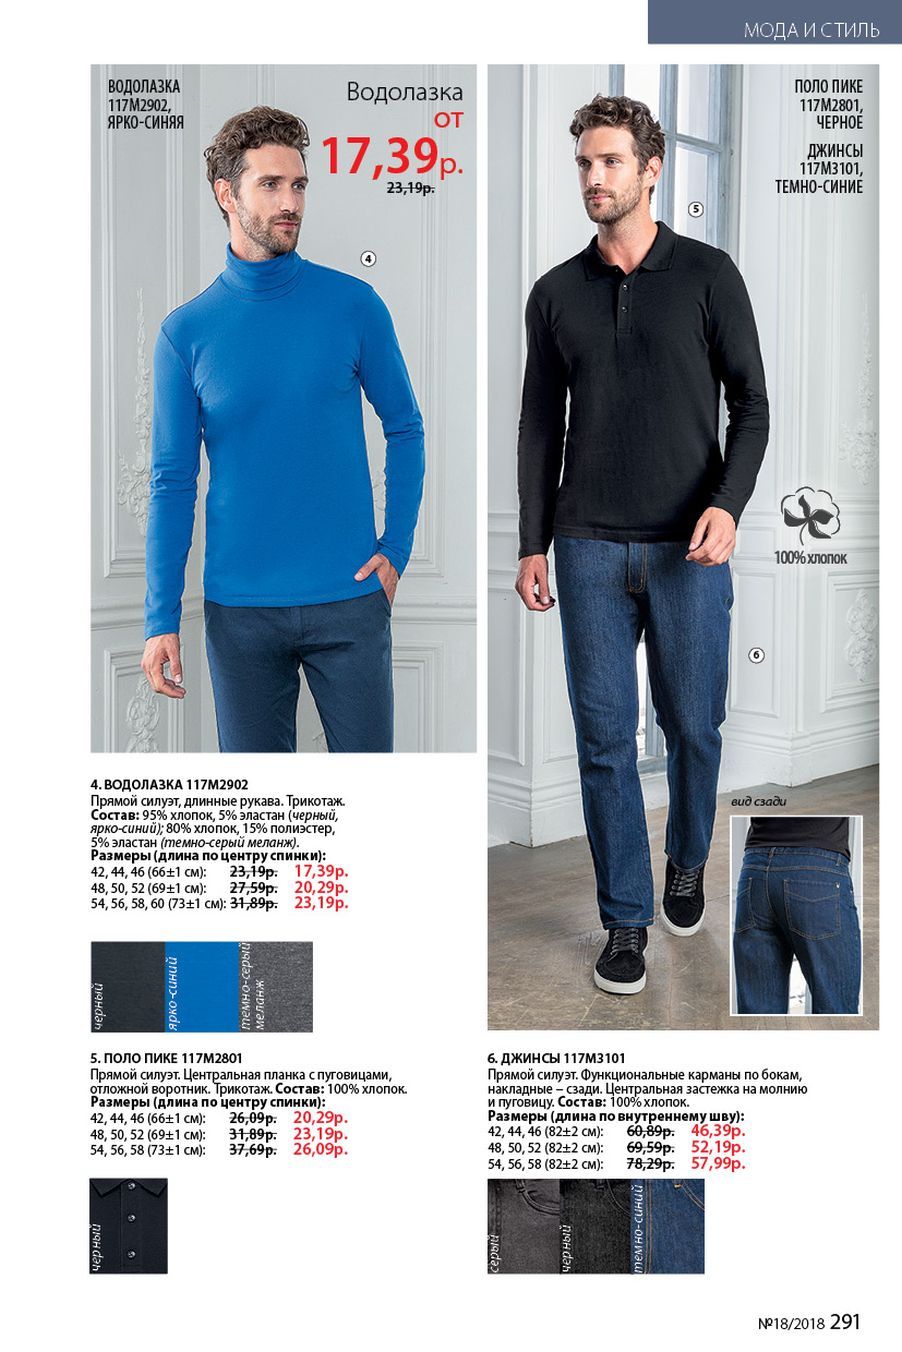 МОДА И СТИЛЬ
ВОДОЛАЗКА
117М2902,
ЯРКО-СИНЯЯ
Водолазка
от
17,39р.
23,19р.
4
ПОЛО ПИКЕ
117М2801,
ЧЕРНОЕ
ДЖИНСЫ
117М3101,
ТЕМНО-СИНИЕ
5
100% хлопок
6
вид сзади
4. ВОДОЛАЗКА 117М2902
Прямой силуэт, длинные рукава. Трикотаж.
Состав: 95% хлопок, 5% эластан (черный,
ярко-синий); 80% хлопок, 15% полиэстер,
5% эластан (темно-серый меланж).
Размеры (длина по центру спинки):
42, 44, 46 (66±1 см): 23,19р. 17,39р.
48, 50, 52 (69±1 см): 27,59р. 20,29р.
54, 56, 58, 60 (73±1 см): 31,89р. 23,19р.
черный
ярко-синий
темно-серый
меланж
5. ПОЛО ПИКЕ 117М2801
Прямой силуэт. Центральная планка с пуговицами,
отложной воротник. Трикотаж. Состав: 100% хлопок.
Размеры (длина по центру спинки):
42, 44, 46 (66±1 см): 26,09р. 20,29р.
48, 50, 52 (69±1 см): 31,89р. 23,19р.
54, 56, 58 (73±1 см): 37,69р. 26,09р.
черный
6. ДЖИНСЫ 117М3101
Прямой силуэт. Функциональные карманы по бокам,
накладные – сзади. Центральная застежка на молнию
и пуговицу. Состав: 100% хлопок.
Размеры (длина по внутреннему шву):
42, 44, 46 (82±2 см): 60,89р. 46,39р.
48, 50, 52 (82±2 см): 69,59р. 52,19р.
54, 56, 58 (82±2 см): 78,29р. 57,99р.
серый
черный
темно-синий
№18/2018 291